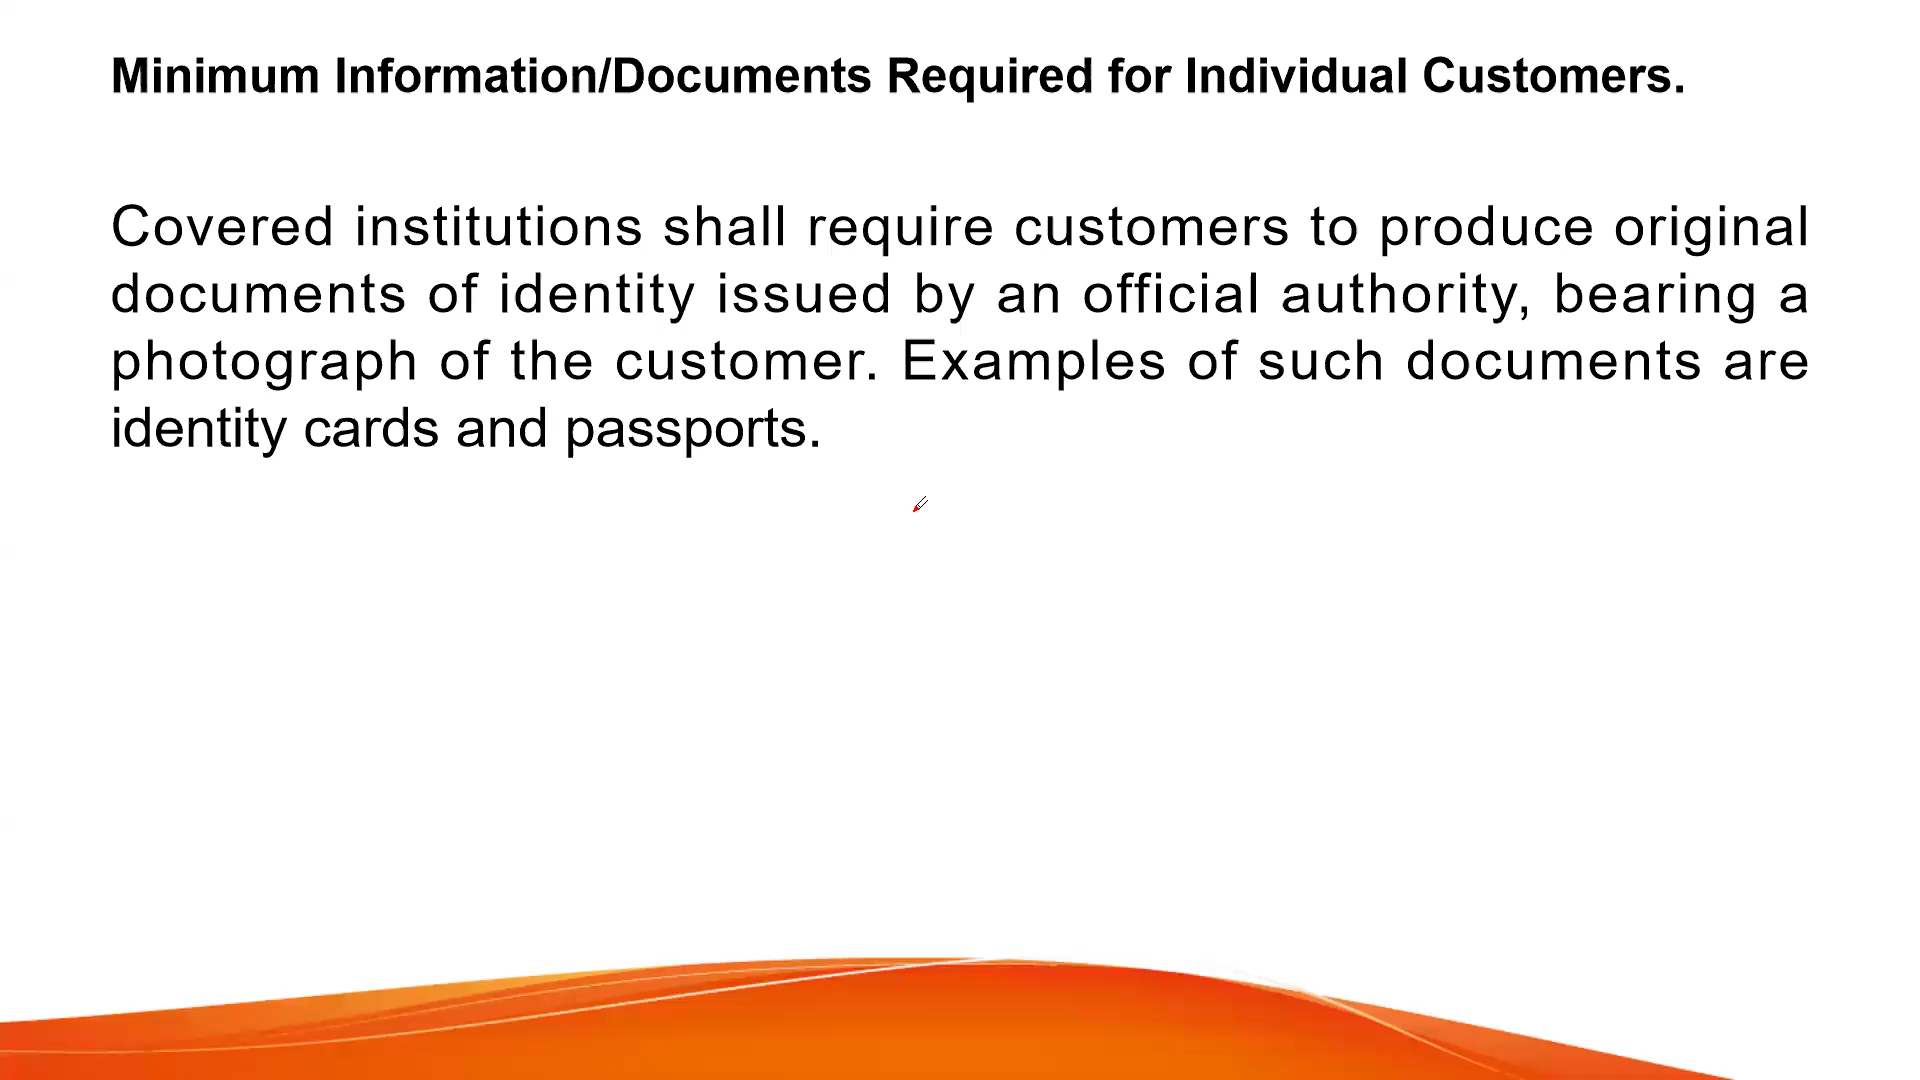 Minimum Information/Documents Required for Individual Customers.
Covered institutions shall require customers to produce original
documents of identity issued by an official authority, bearing a
photograph of the customer. Examples of such documents are
identity cards and passports.